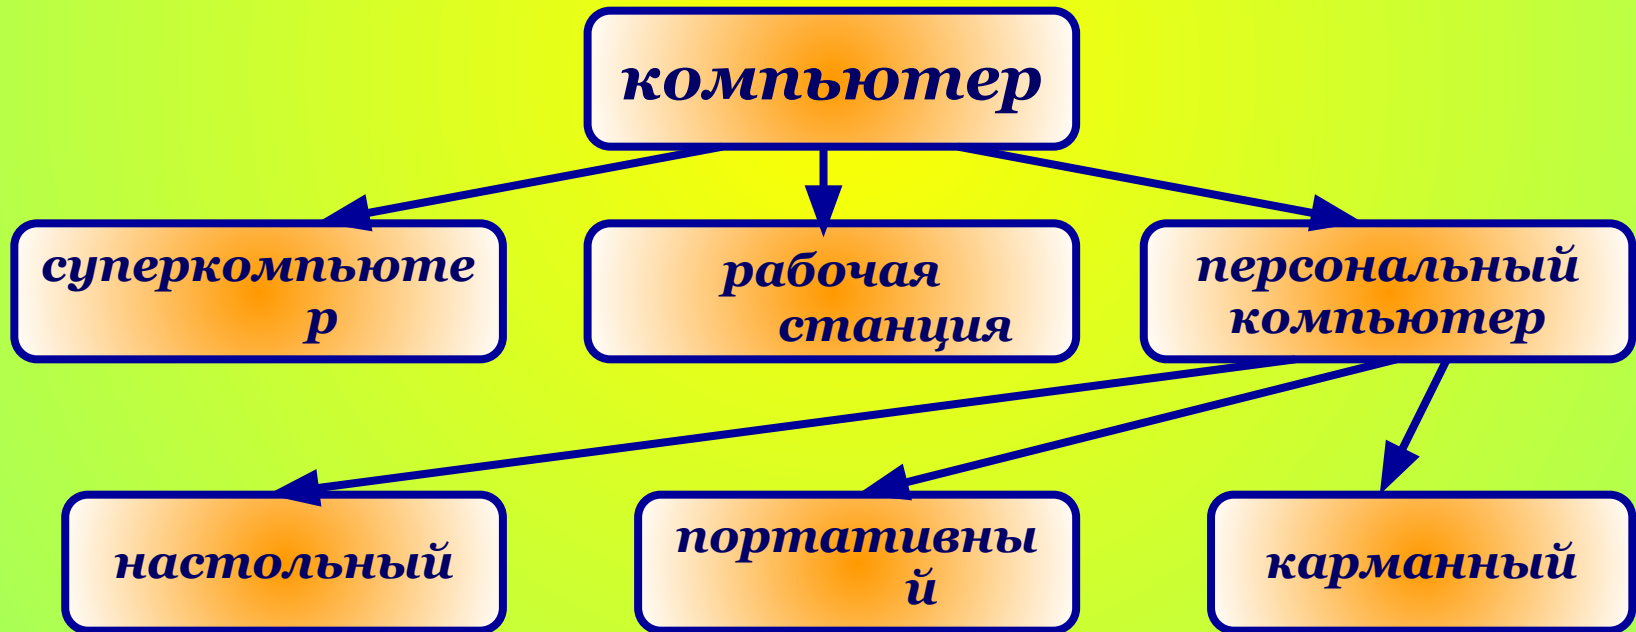 компьютер
суперкомпьюте
р
рабочая
станция
персональный
компьютер
настольный
портативны
й
карманный